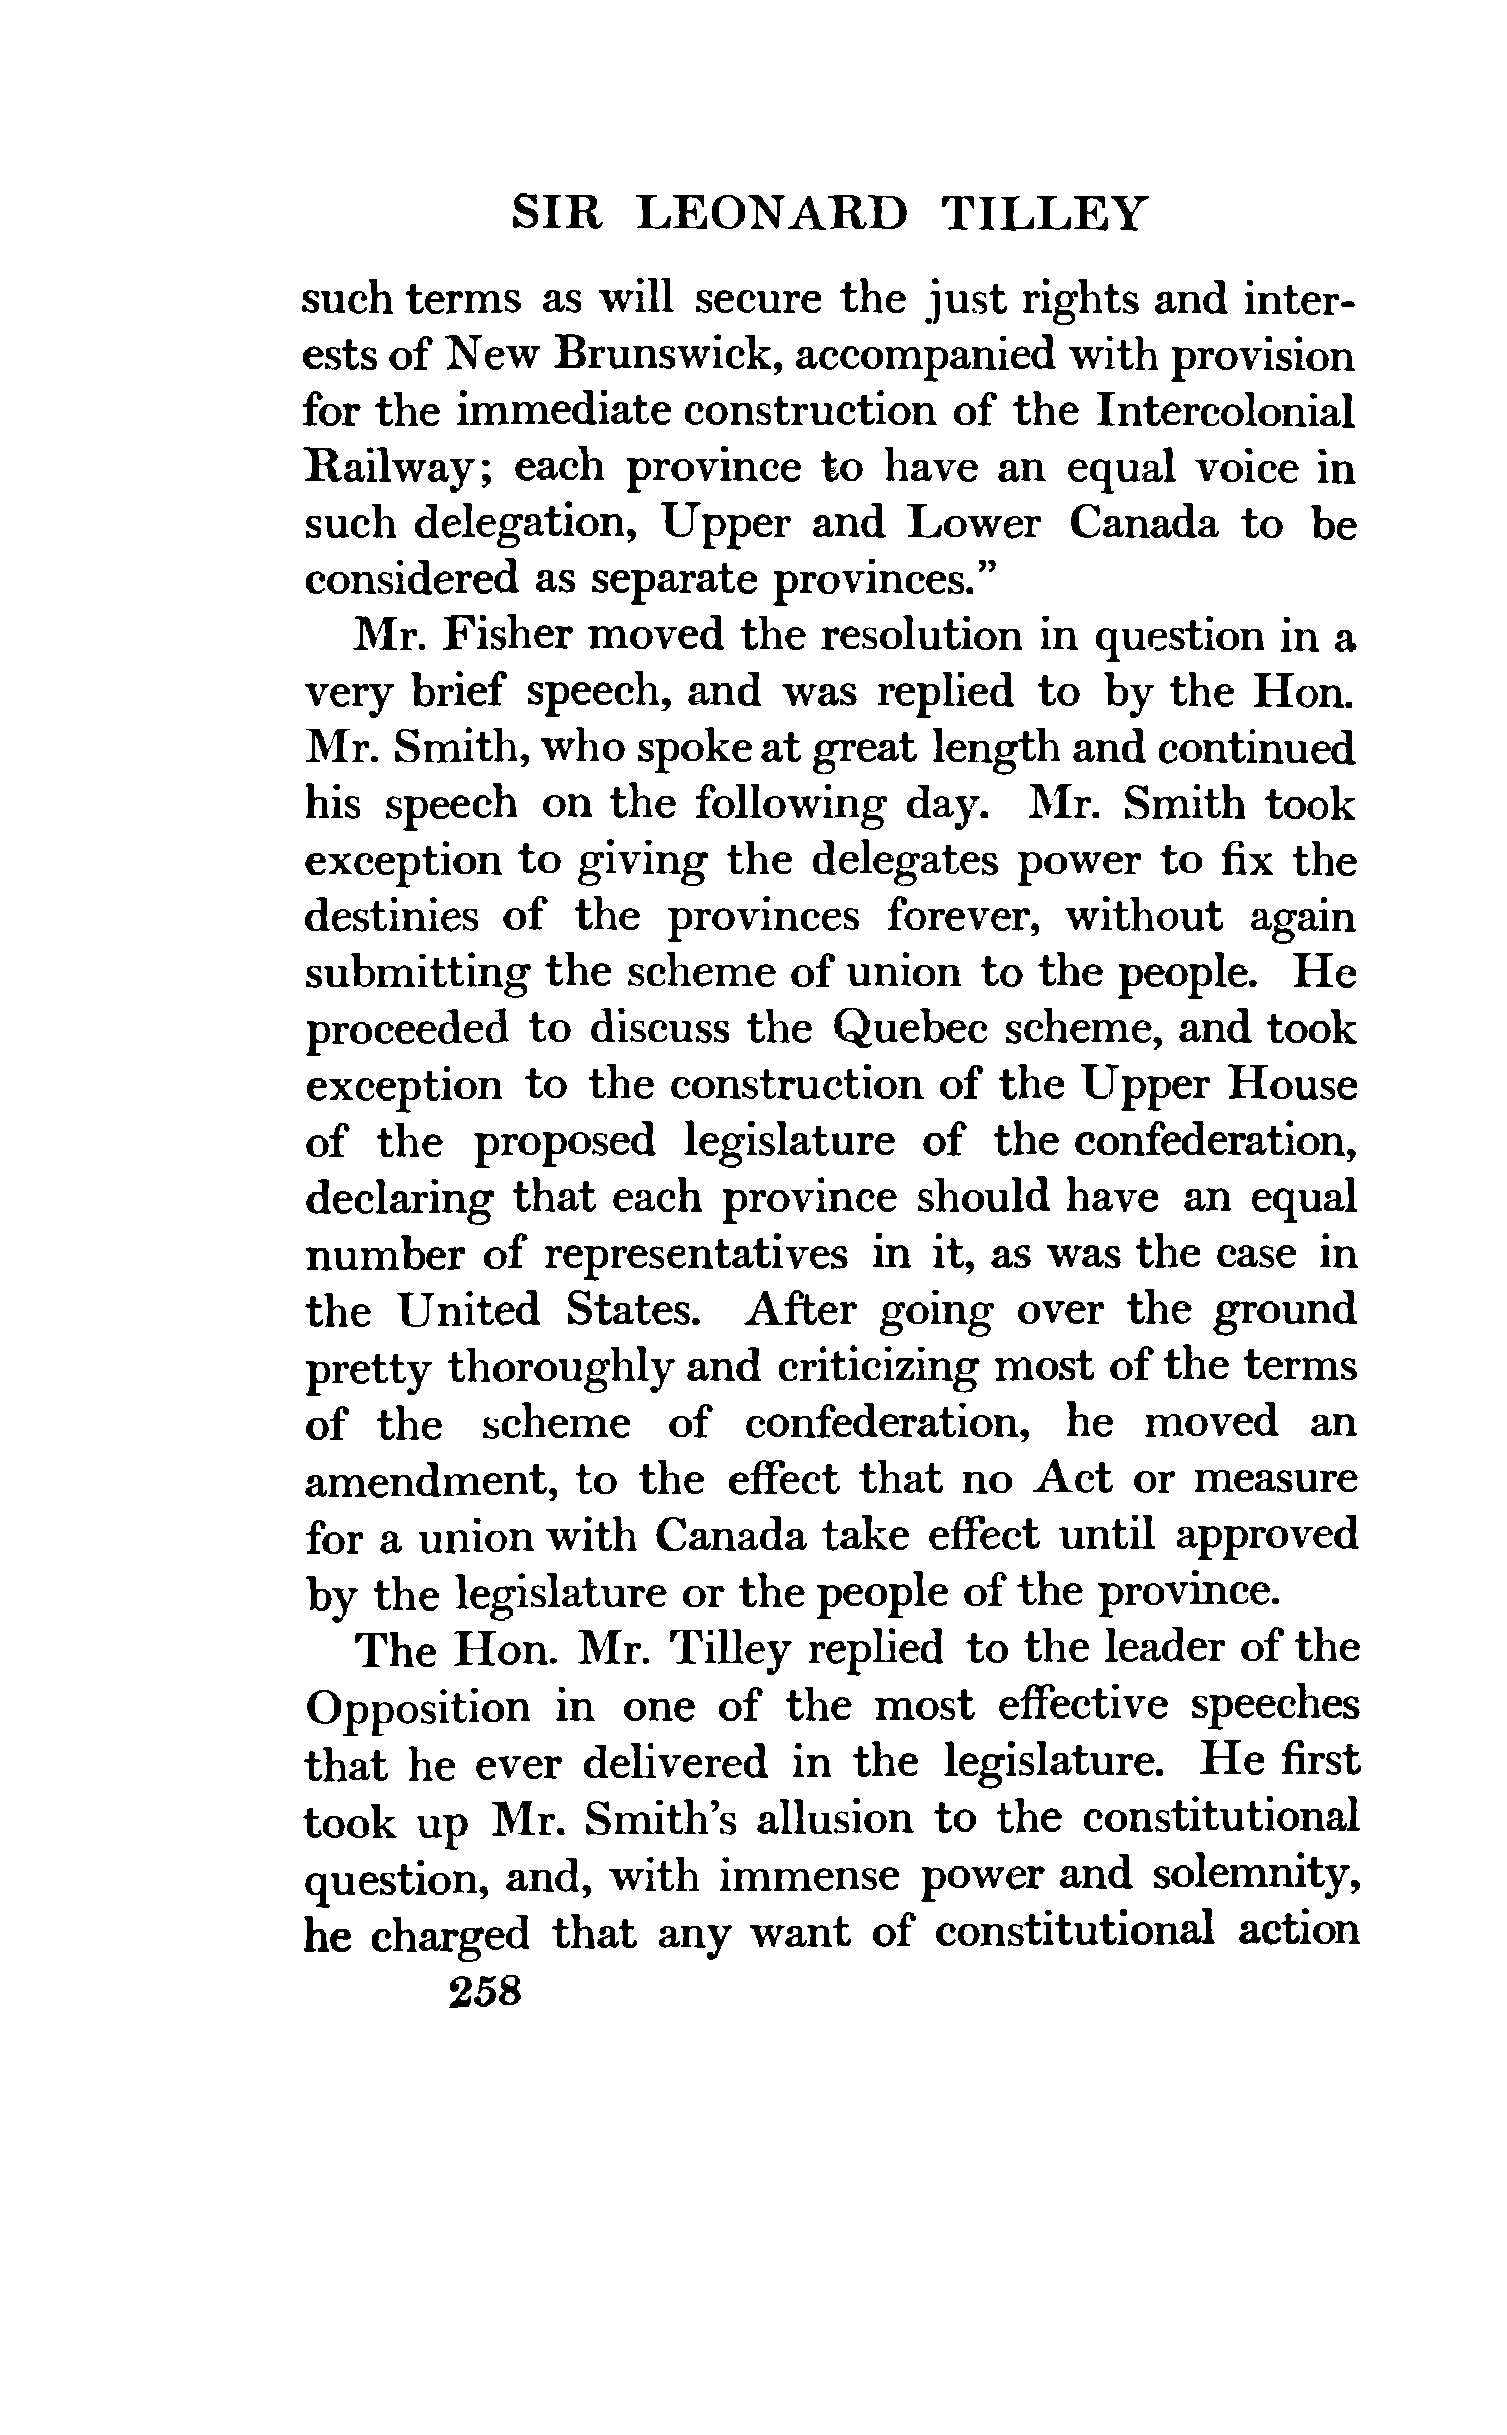 SIR LEONARD TILLEY
such terms as will secure the just rights and inter-
ests of New Brunswick, accompanied with provision
for the immediate construction of the Intercolonial
Railway; each province to have an equal voice in
such delegation, Upper and Lower Canada to be
considered as separate provinces.”
Mr. Fisher moved the resolution in question in a
very brief speech, and was replied to by the Hon.
Mr. Smith, who spoke at great length and continued
his speech on the following day. Mr. Smith took
exception to giving the delegates power to fix the
destinies of the provinces forever, without again
submitting the scheme of union to the people. He
proceeded to discuss the Quebec scheme, and took
exception to the construction of the Upper House
of the proposed legislature of the confederation,
declaring that each province should have an equal
number of representatives in it, as was the case in
the United States. After going over the ground
pretty thoroughly and criticizing most of the terms
of the scheme of confederation, he moved an
amendment, to the effect that no Act or measure
for a union with Canada take effect until approved
by the legislature or the people of the province.
The Hon. Mr. Tilley replied to the leader of the
Opposition in one of the most effective speeches
that he ever delivered in the legislature. He first
took up Mr. Smith’s allusion to the constitutional
question, and, with immense power and solemnity,
he charged that any want of constitutional action
258